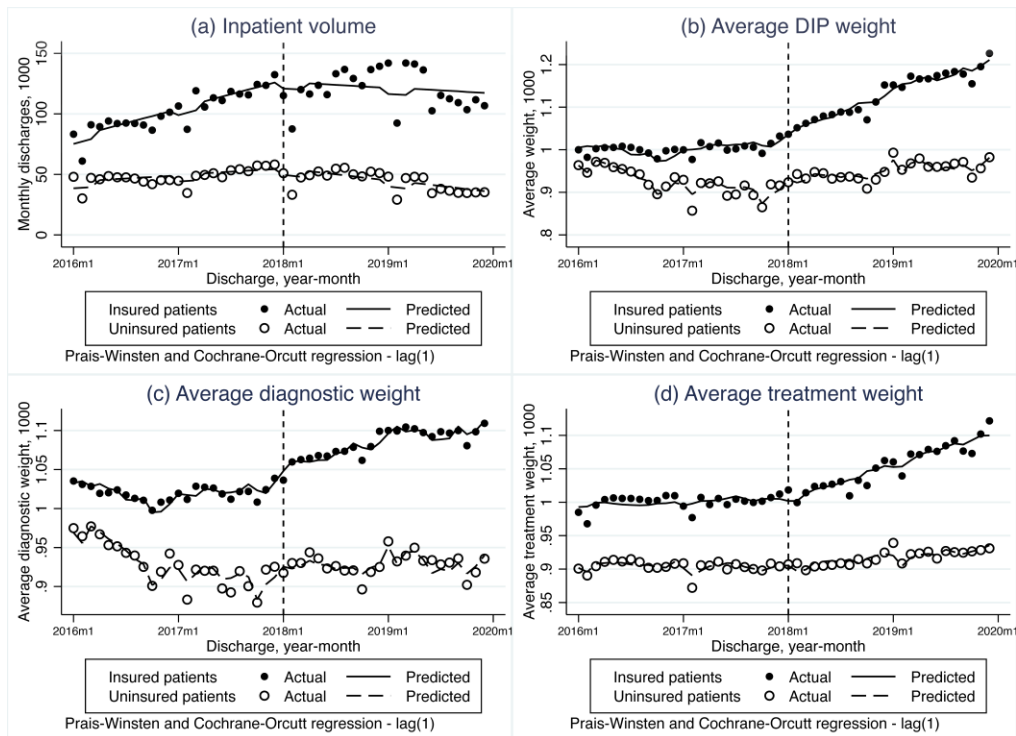 (a) Inpatient volume
Monthly discharges, 1000
150
100
50
0
2016m1 2017m1 2018m1 2019m1 2020m1
Discharge, year-month
Insured patients Actual Predicted
Uninsured patients Actual Predicted
Prais-Winsten and Cochrane-Orcutt regression - lag(1)
(b) Average DIP weight
Average weight, 1000
1.2
1.1
1
.9
.8
2016m1 2017m1 2018m1 2019m1 2020m1
Discharge, year-month
Insured patients Actual Predicted
Uninsured patients Actual Predicted
Prais-Winsten and Cochrane-Orcutt regression - lag(1)
(c) Average diagnostic weight
Average diagnostic weight, 1000
1.1
1.05
1
.95
.9
2016m1 2017m1 2018m1 2019m1 2020m1
Discharge, year-month
Insured patients Actual Predicted
Uninsured patients Actual Predicted
Prais-Winsten and Cochrane-Orcutt regression - lag(1)
(d) Average treatment weight
Average treatment weight, 1000
1.1
1.05
1
.95
.9
.85
2016m1 2017m1 2018m1 2019m1 2020m1
Discharge, year-month
Insured patients Actual Predicted
Uninsured patients Actual Predicted
Prais-Winsten and Cochrane-Orcutt regression - lag(1)